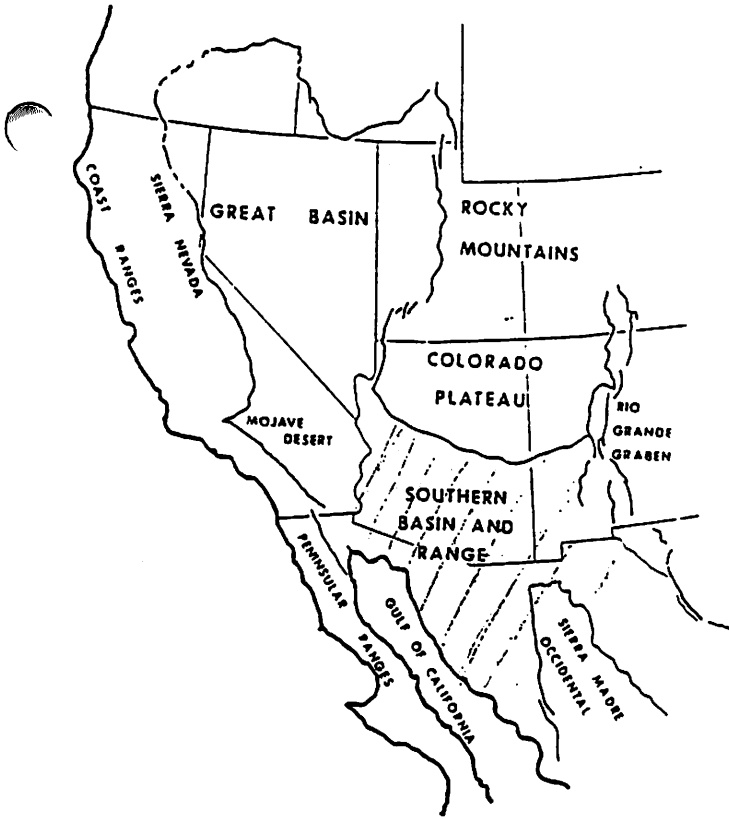 COAST
RANGES
SIERRA NEVADA
GREAT BASIN
ROCKY
MOUNTAINS
COLORADO
PLATEAU
MOJAVE
DESERT
RIO
GRANDE
GRABEN
SOUTHERN
BASIN AND
RANGE
PENINSULAR
RANGES
GULF OF CALIFORNIA
SIERRA MADRE
OCCIDENTAL